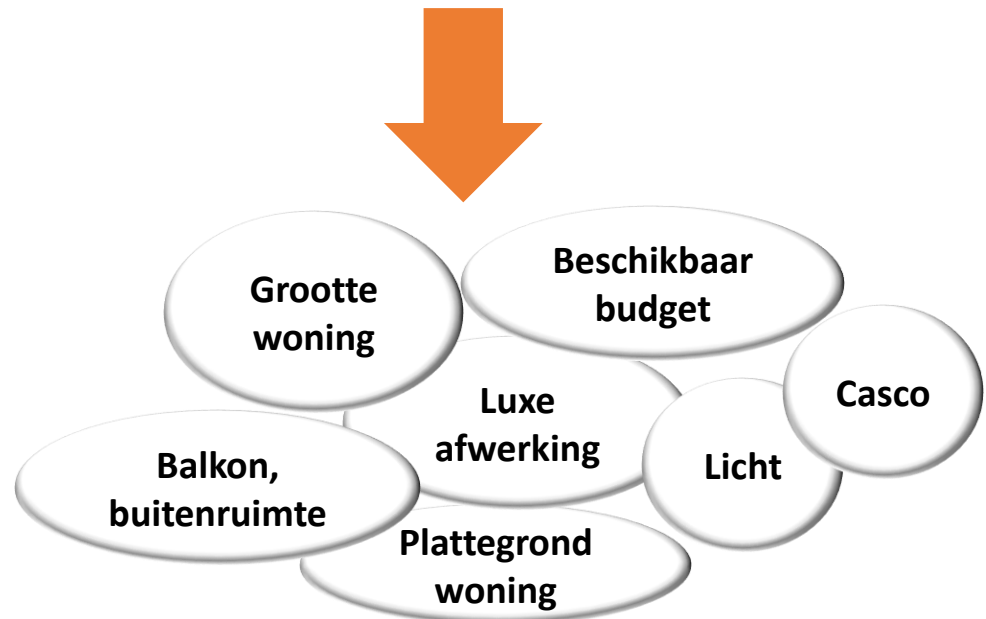 Grootte
woning
Beschikbaar
budget
Luxe
afwerking
Casco
Licht
Balkon,
buitenruimte
Plattegrond
woning